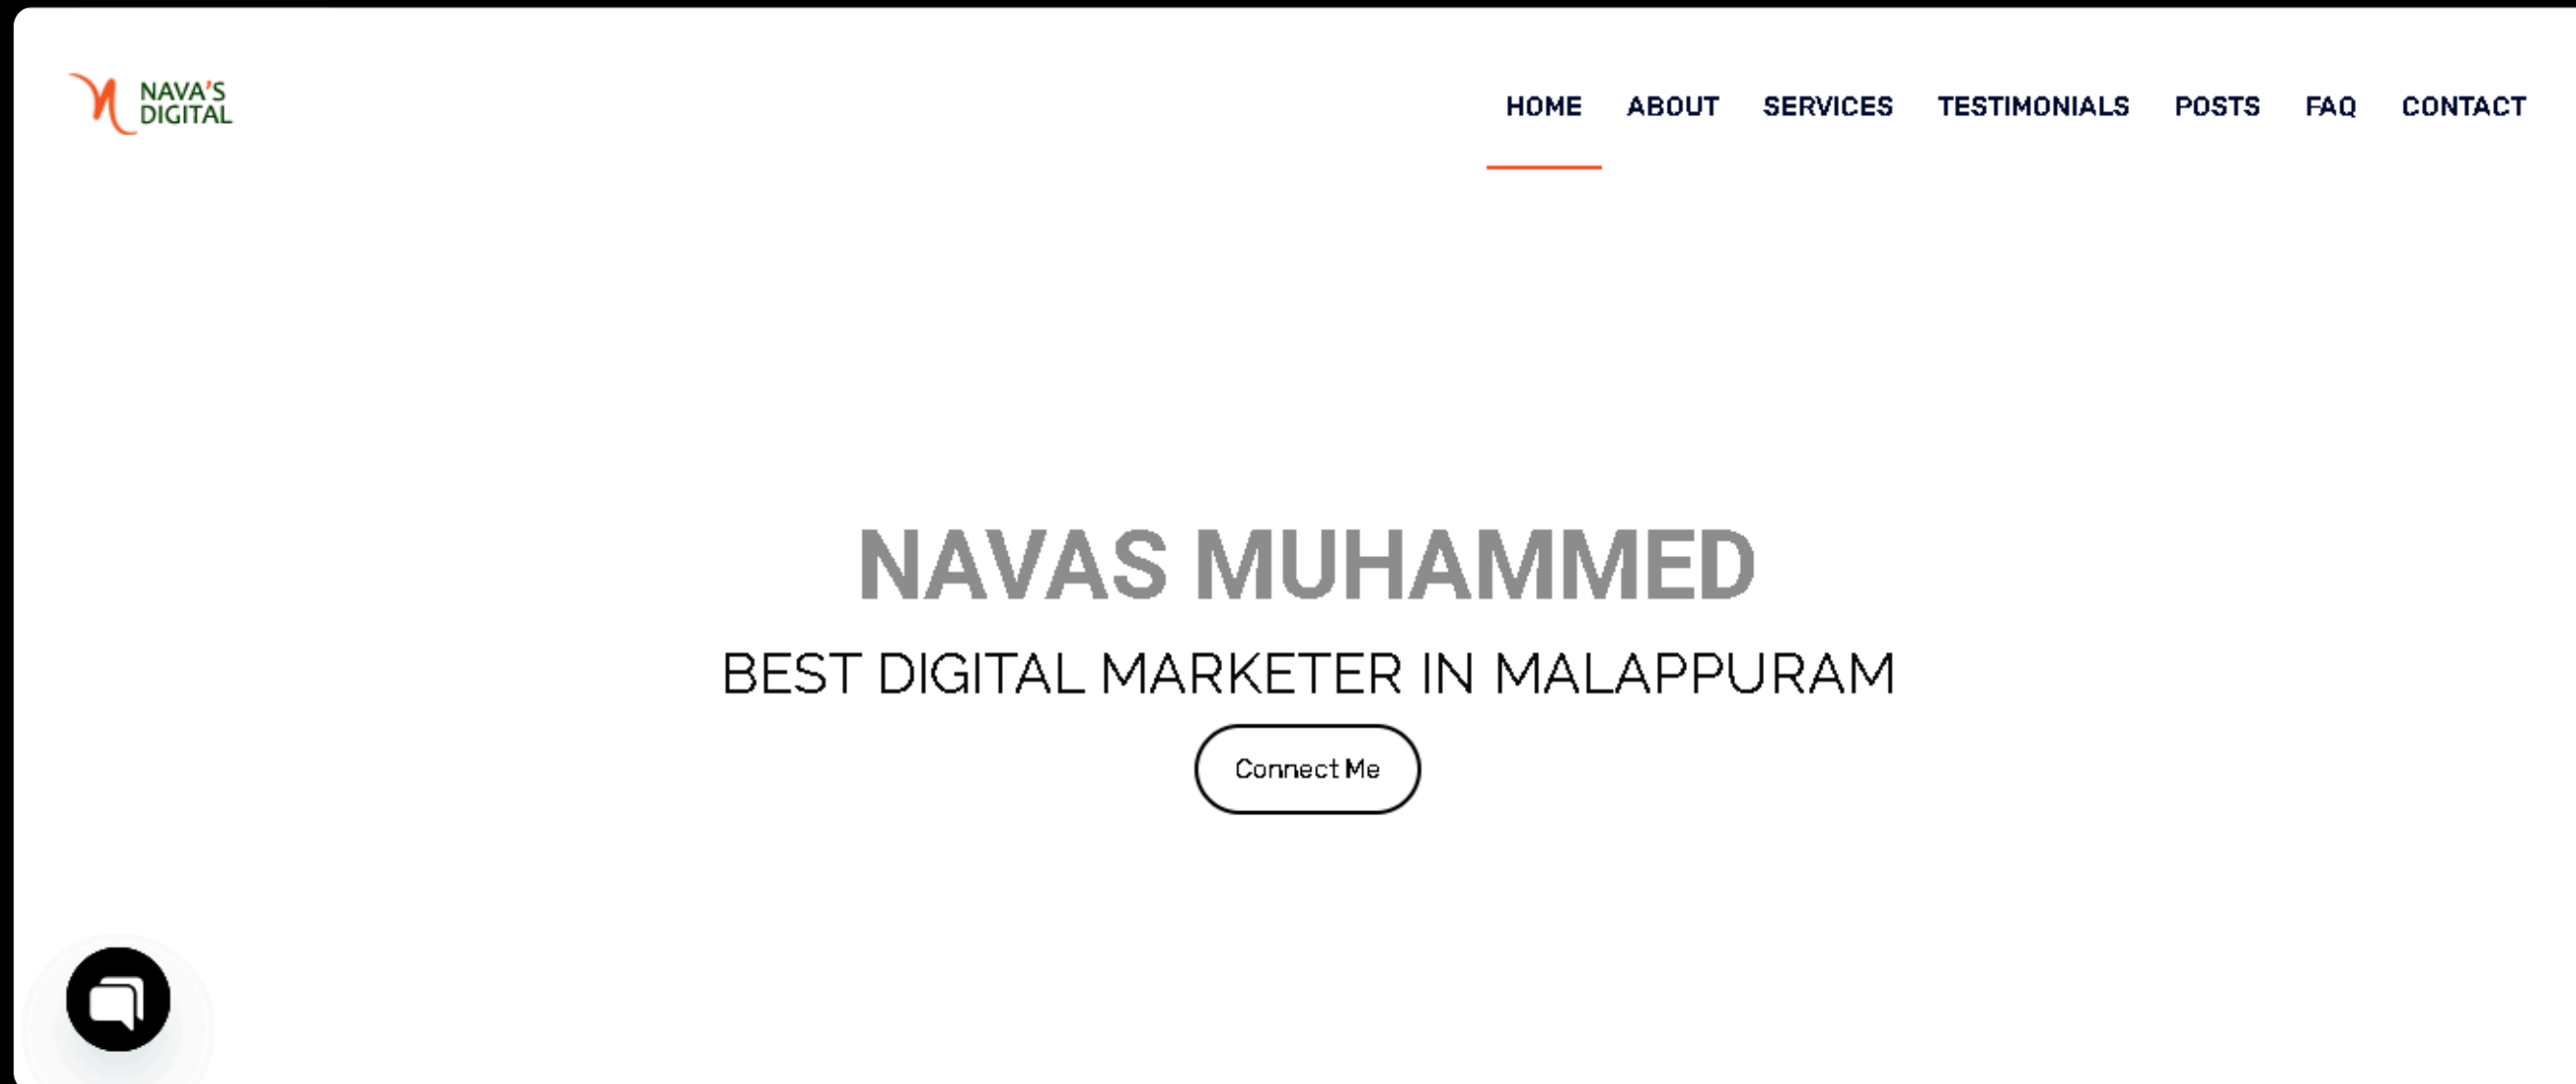 NAVA'S
DIGITAL
HOME ABOUT SERVICES TESTIMONIALS POSTS FAQ CONTACT
NAVAS MUHAMMED
BEST DIGITAL MARKETER IN MALAPPURAM
Connect Me